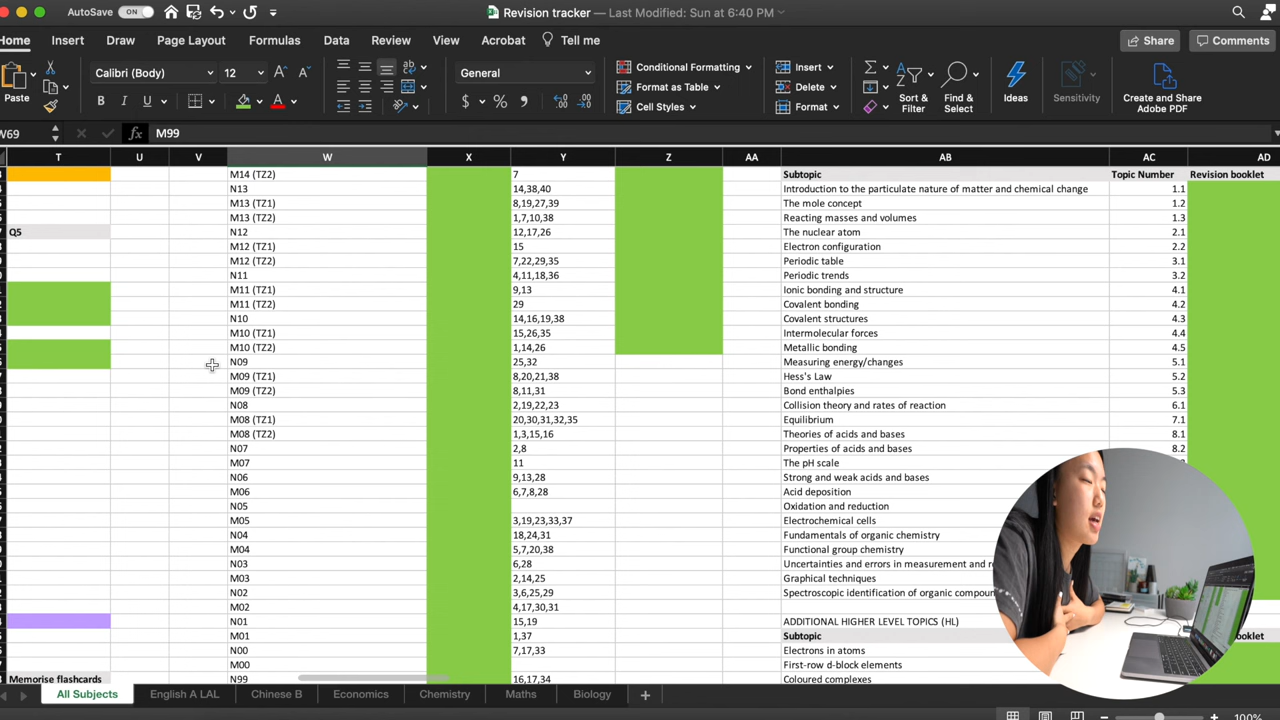 AutoSave ON Revision tracker — Last Modified: Sun at 6:40 PM
Home Insert Draw Page Layout Formulas Data Review View Acrobat Tell me Share Comments
Paste Calibri (Body) 12 General Conditional Formatting Format as Table Cell Styles Insert Delete Format Sort & Filter Find & Select Ideas Sensitivity Create and Share Adobe PDF
W69 fx M99
T U V W X Y Z AA AB AC AD
M14 (TZ2) 7 Subtopic Topic Number Revision booklet
N13 14,38,40 Introduction to the particulate nature of matter and chemical change 1.1
M13 (TZ1) 8,19,27,39 The mole concept 1.2
M13 (TZ2) 1,7,10,38 Reacting masses and volumes 1.3
Q5 N12 12,17,26 The nuclear atom 2.1
M12 (TZ1) 15 Electron configuration 2.2
M12 (TZ2) 7,22,29,35 Periodic table 3.1
N11 4,11,18,36 Periodic trends 3.2
M11 (TZ1) 9,13 Ionic bonding and structure 4.1
M11 (TZ2) 29 Covalent bonding 4.2
N10 14,16,19,38 Covalent structures 4.3
M10 (TZ1) 15,26,35 Intermolecular forces 4.4
M10 (TZ2) 1,14,26 Metallic bonding 4.5
N09 25,32 Measuring energy/changes 5.1
M09 (TZ1) 8,20,21,38 Hess's Law 5.2
M09 (TZ2) 8,11,31 Bond enthalpies 5.3
N08 2,19,22,23 Collision theory and rates of reaction 6.1
M08 (TZ1) 20,30,31,32,35 Equilibrium 7.1
M08 (TZ2) 1,3,15,16 Theories of acids and bases 8.1
N07 2,8 Properties of acids and bases 8.2
M07 11 The pH scale
N06 9,13,28 Strong and weak acids and bases
M06 6,7,8,28 Acid deposition
N05 Oxidation and reduction
M05 3,19,23,33,37 Electrochemical cells
N04 18,24,31 Fundamentals of organic chemistry
M04 5,7,20,38 Functional group chemistry
N03 6,28 Uncertainties and errors in measurement and
M03 2,14,25 Graphical techniques
N02 3,6,25,29 Spectroscopic identification of organic
M02 4,17,30,31
N01 15,19 ADDITIONAL HIGHER LEVEL TOPICS (HL)
M01 1,37 Subtopic booklet
N00 7,17,33 Electrons in atoms
M00 First-row d-block elements
Memorise flashcards N99 16,17,34 Coloured complexes
All Subjects English A LAL Chinese B Economics Chemistry Maths Biology +
100%